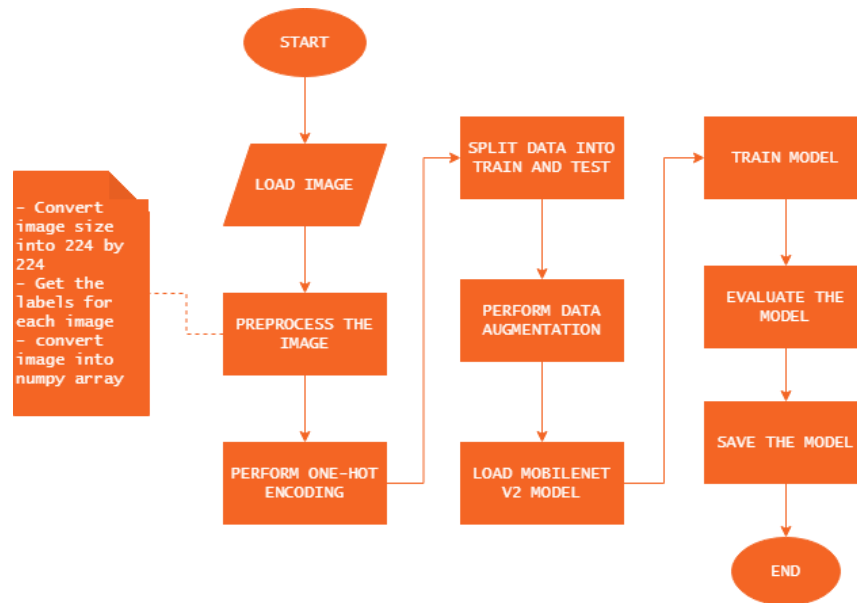 START
LOAD IMAGE
- Convert
image size
into 224 by
224
- Get the
labels for
each image
- convert
image into
numpy array
PREPROCESS THE
IMAGE
PERFORM ONE-HOT
ENCODING
SPLIT DATA INTO
TRAIN AND TEST
PERFORM DATA
AUGMENTATION
LOAD MOBILENET
V2 MODEL
TRAIN MODEL
EVALUATE THE
MODEL
SAVE THE MODEL
END